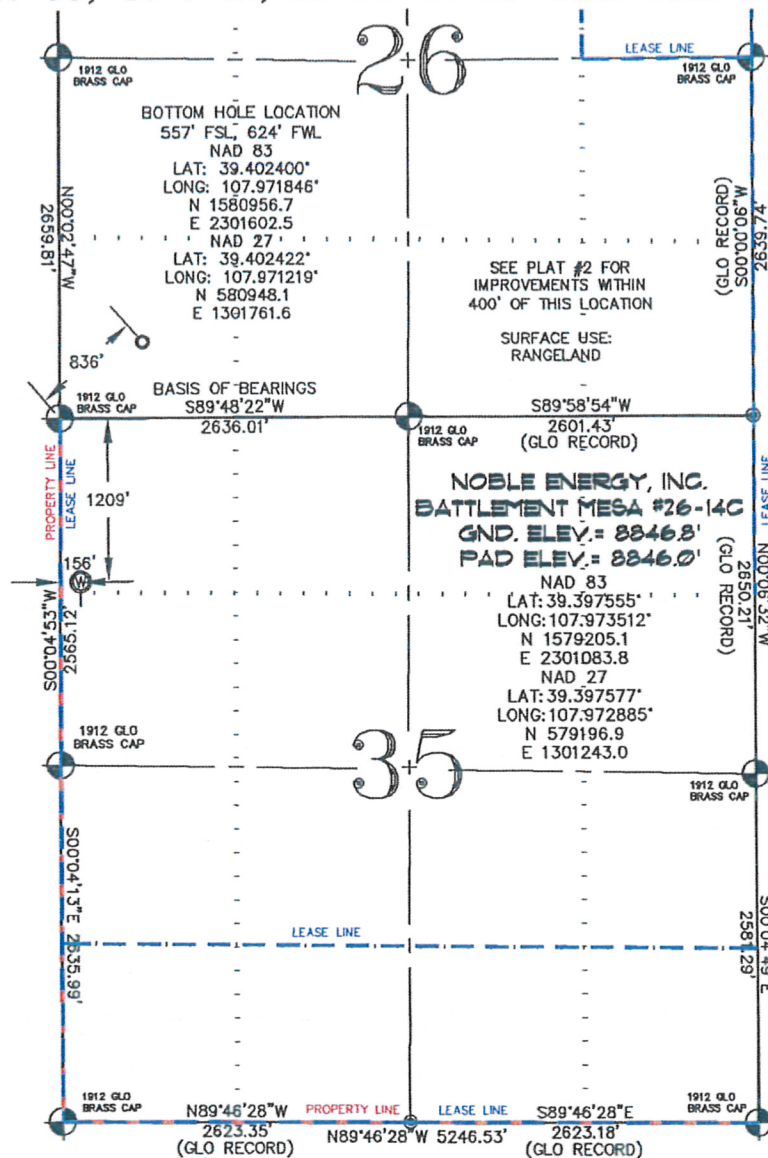 26
LEASE LINE
1912 GLO
BRASS CAP
1912 GLO
BRASS CAP
BOTTOM HOLE LOCATION
557' FSL, 624' FWL
NAD 83
LAT: 39.402400°
LONG: 107.971846°
N 1580956.7
E 2301602.5
NAD 27
LAT: 39.402422°
LONG: 107.971219°
N 580948.1
E 1301761.6
N00°02'47"W
2659.81'
S00°00'06"W
2639.74'
(GLO RECORD)
SEE PLAT #2 FOR
IMPROVEMENTS WITHIN
400' OF THIS LOCATION
SURFACE USE:
RANGELAND
836'
1912 GLO
BRASS CAP
BASIS OF BEARINGS
S89°48'22"W
2636.01'
1912 GLO
BRASS CAP
S89°58'54"W
2601.43'
(GLO RECORD)
PROPERTY LINE
LEASE LINE
1209'
156'
W
S00°04'53"W
2565.12'
NOBLE ENERGY, INC.
BATTLEMENT MESA #26-14C
GND. ELEV.= 8846.8'
PAD ELEV.= 8846.0'
NAD 83
LAT: 39.397555°
LONG: 107.973512°
N 1579205.1
E 2301083.8
NAD 27
LAT: 39.397577°
LONG: 107.972885°
N 579196.9
E 1301243.0
LEASE LINE
N00°06'32"W
2650.21'
(GLO RECORD)
1912 GLO
BRASS CAP
35
1912 GLO
BRASS CAP
S00°04'13"E 2635.99'
LEASE LINE
S00°04'49"E
2581.29'
1912 GLO
BRASS CAP
N89°46'28"W
2623.35'
(GLO RECORD)
PROPERTY LINE
LEASE LINE
N89°46'28"W 5246.53'
S89°46'28"E
2623.18'
(GLO RECORD)
1912 GLO
BRASS CAP